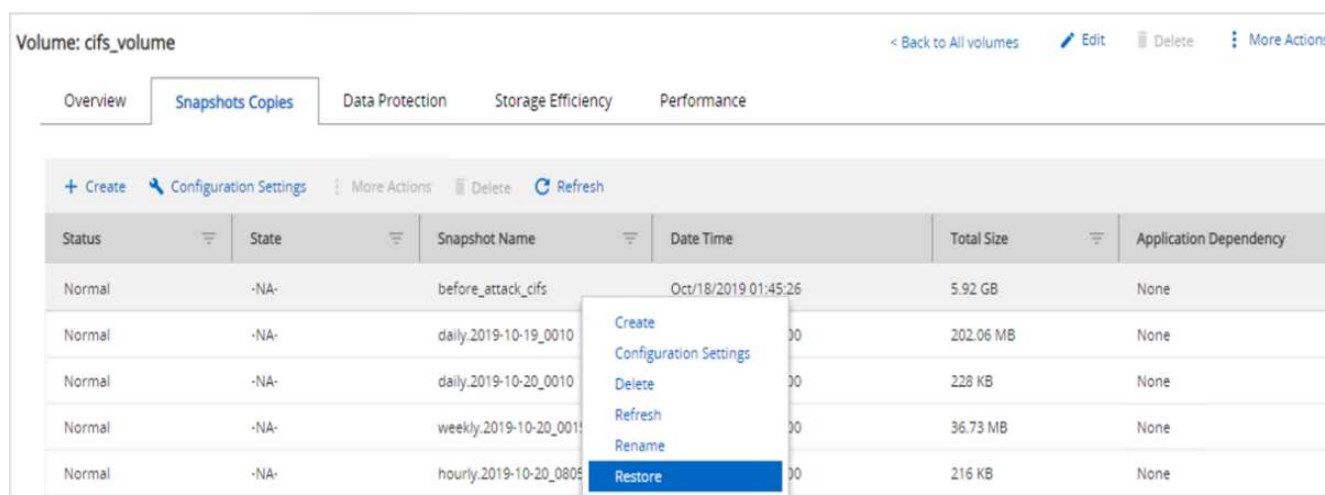 Volume: cifs_volume < Back to All volumes Edit Delete More Actions
Overview Snapshots Copies Data Protection Storage Efficiency Performance
+ Create Configuration Settings More Actions Delete Refresh
Status State Snapshot Name Date Time Total Size Application Dependency
Normal -NA- before_attack_cifs Oct/18/2019 01:45:26 5.92 GB None
Create
Normal -NA- daily.2019-10-19_0010 00 202.06 MB None
Configuration Settings
Normal -NA- daily.2019-10-20_0010 Delete 00 228 KB None
Refresh
Normal -NA- weekly.2019-10-20_0015 00 36.73 MB None
Rename
Normal -NA- hourly.2019-10-20_0805 Restore 00 216 KB None